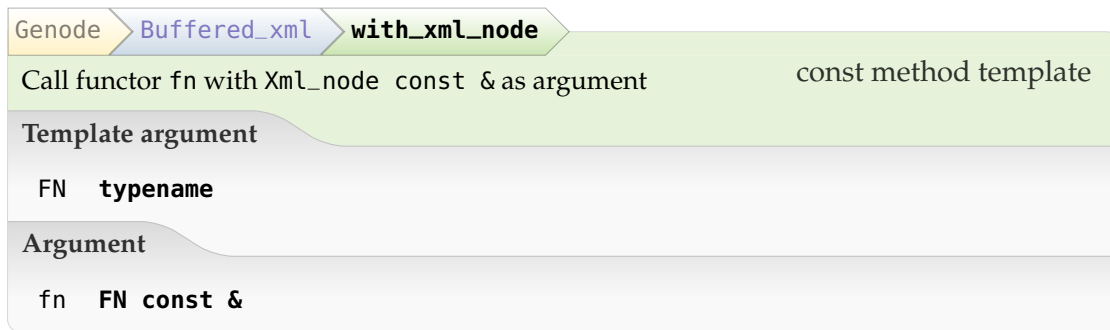 Genode Buffered_xml with_xml_node
Call functor fn with Xml_node const & as argument const method template
Template argument
FN typename
Argument
fn FN const &